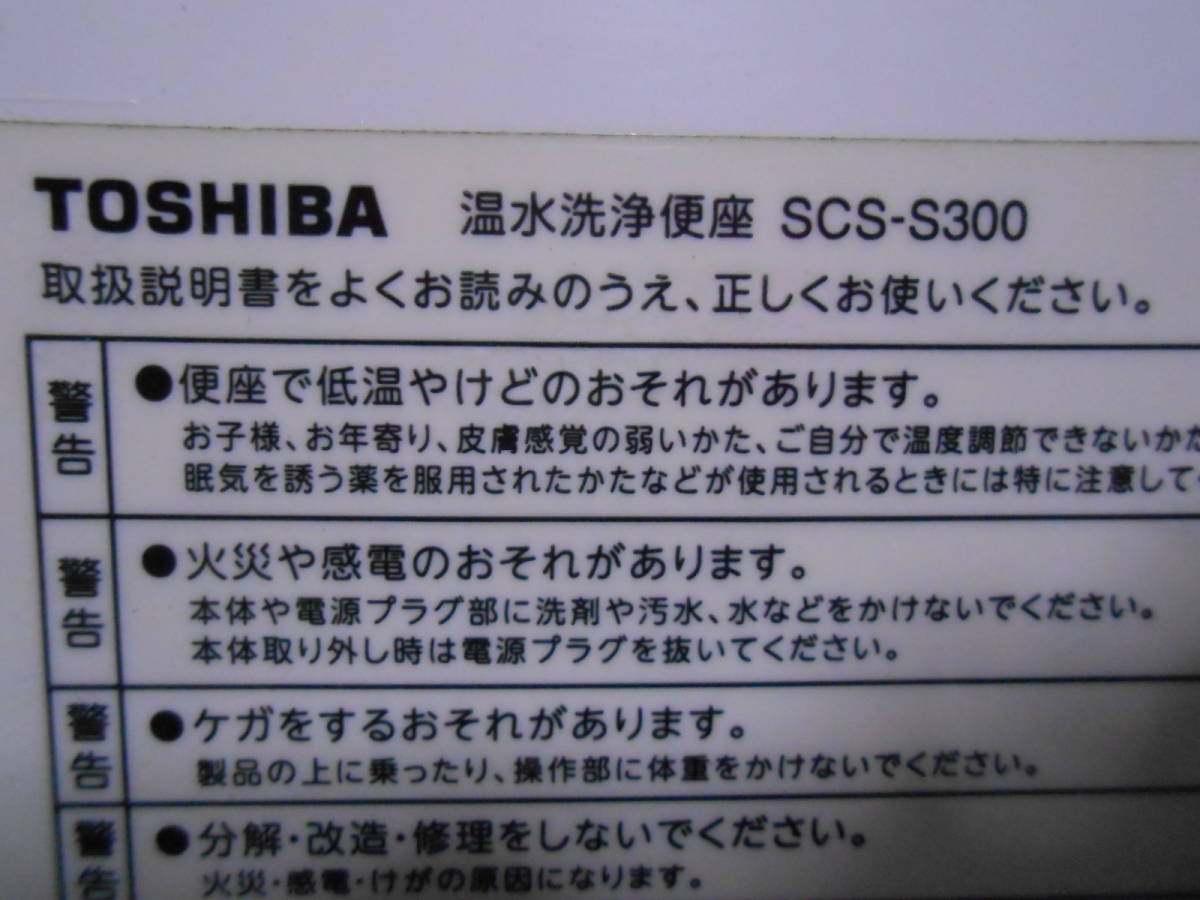 TOSHIBA 温水洗浄便座 SCS-S300
取扱説明書をよくお読みのうえ、正しくお使いください。
警告
●便座で低温やけどのおそれがあります。
お子様、お年寄り、皮膚感覚の弱いかた、ご自分で温度調節できないかた
眠気を誘う薬を服用されたかたなどが使用されるときには特に注意して
警告
●火災や感電のおそれがあります。
本体や電源プラグ部に洗剤や汚水、水などをかけないでください。
本体取り外し時は電源プラグを抜いてください。
警告
●ケガをするおそれがあります。
製品の上に乗ったり、操作部に体重をかけないでください。
警告
●分解・改造・修理をしないでください。
火災・感電・けがの原因になります。